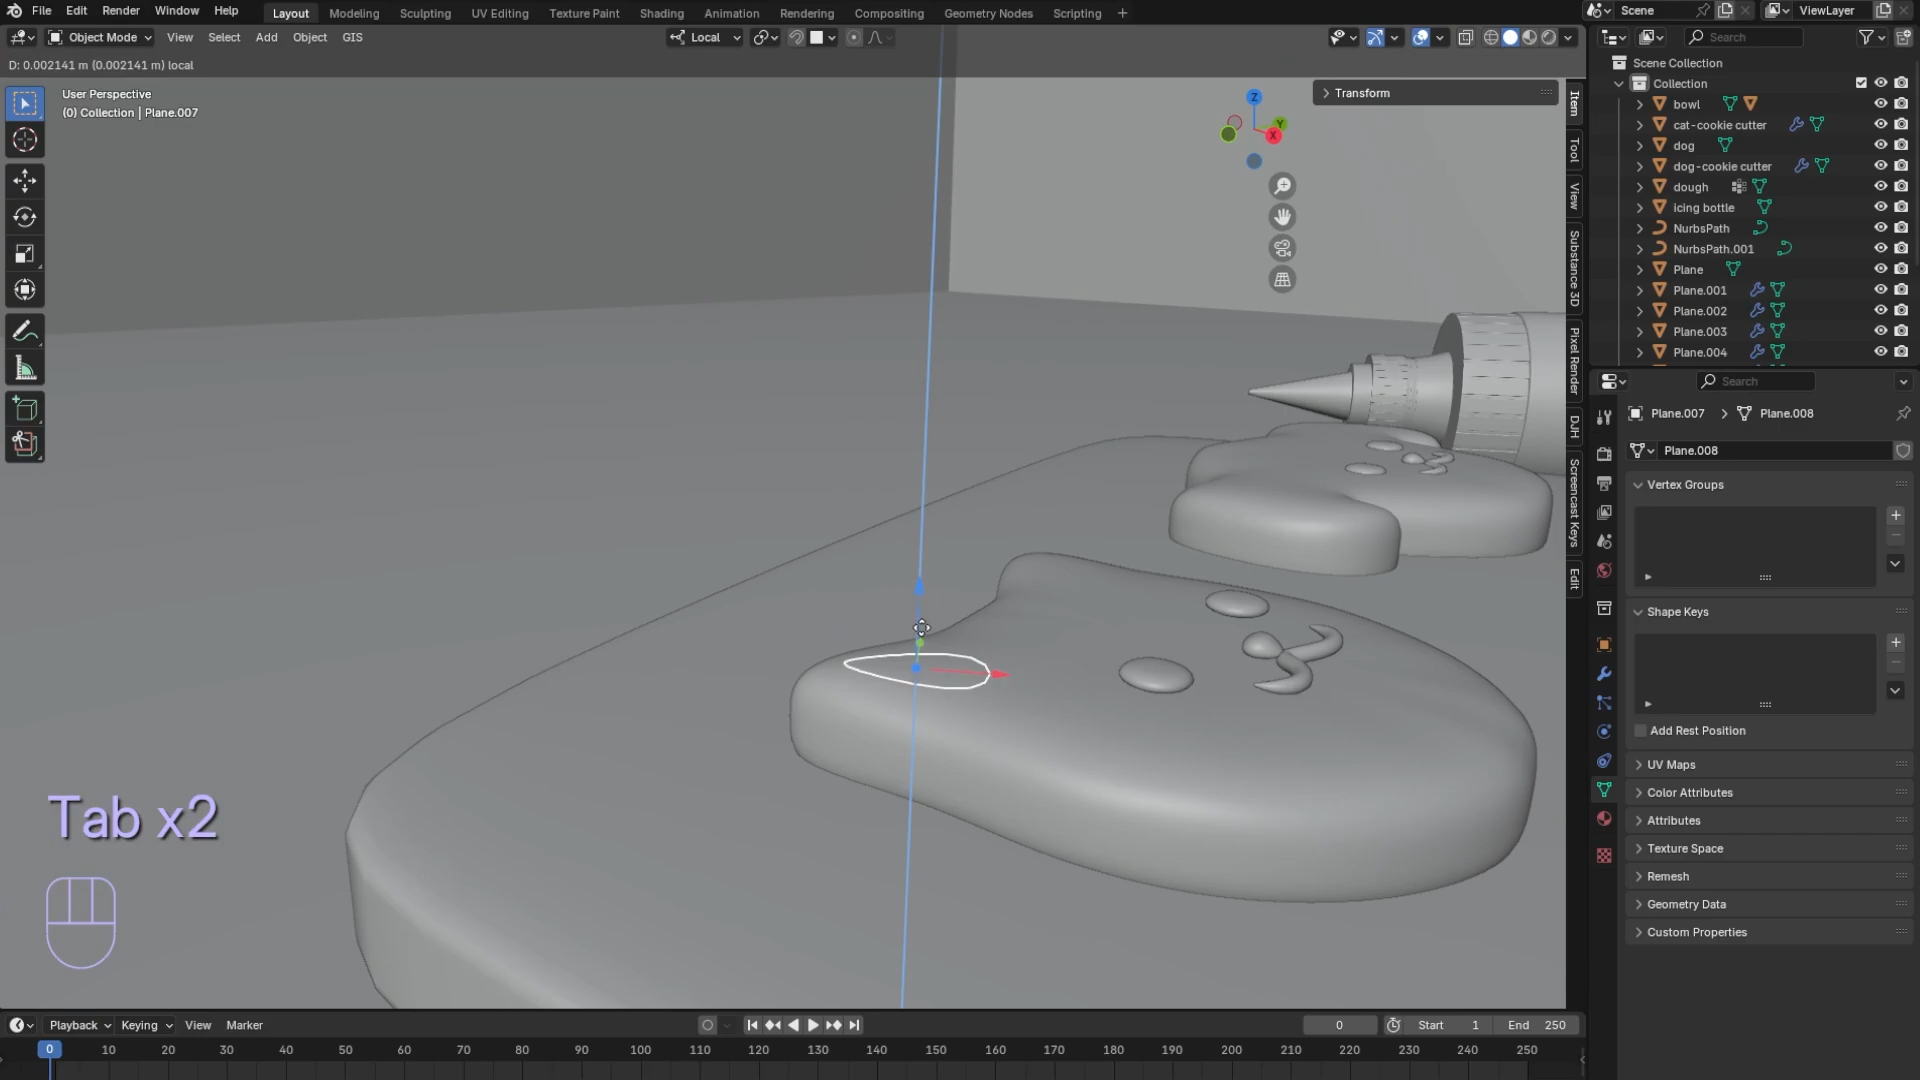 File Edit Render Window Help
Layout Modeling Sculpting UV Editing Texture Paint Shading Animation Rendering Compositing Geometry Nodes Scripting +
Scene ViewLayer
Object Mode View Select Add Object GIS Local
Search
D: 0.002141 m (0.002141 m) local
User Perspective
(0) Collection | Plane.007
Transform
Z
Y
X
Item
Tool
View
Substance 3D
Pixel Render
DJH
Screencast Keys
Edit
Scene Collection
Collection
bowl
cat-cookie cutter
dog
dog-cookie cutter
dough
icing bottle
NurbsPath
NurbsPath.001
Plane
Plane.001
Plane.002
Plane.003
Plane.004
Search
Plane.007 Plane.008
Plane.008
Vertex Groups
Shape Keys
Add Rest Position
UV Maps
Color Attributes
Attributes
Texture Space
Remesh
Geometry Data
Custom Properties
Tab x2
Playback Keying View Marker 0 Start 1 End 250
0 10 20 30 40 50 60 70 80 90 100 110 120 130 140 150 160 170 180 190 200 210 220 230 240 250